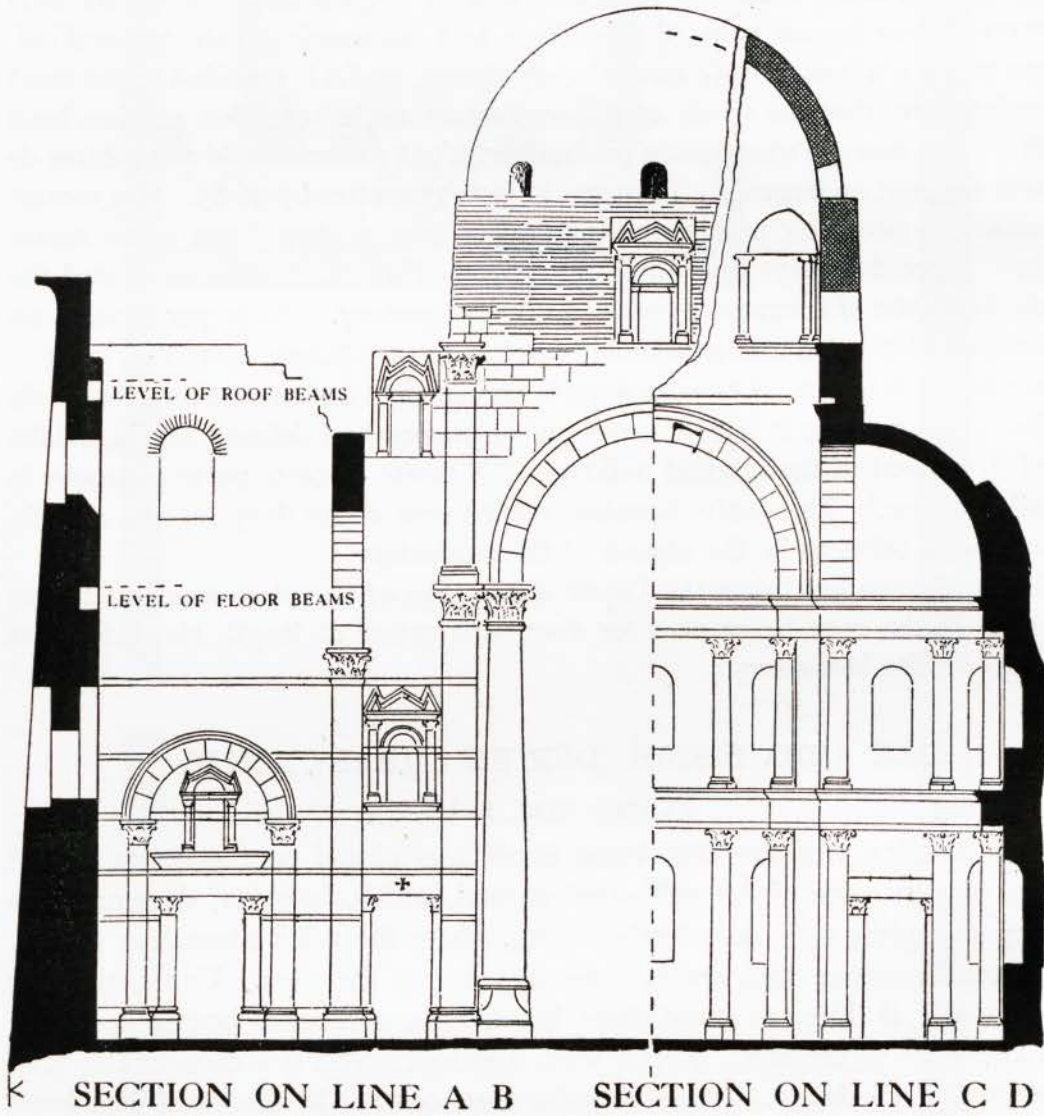 LEVEL OF ROOF BEAMS
LEVEL OF FLOOR BEAMS
SECTION ON LINE A B
SECTION ON LINE C D